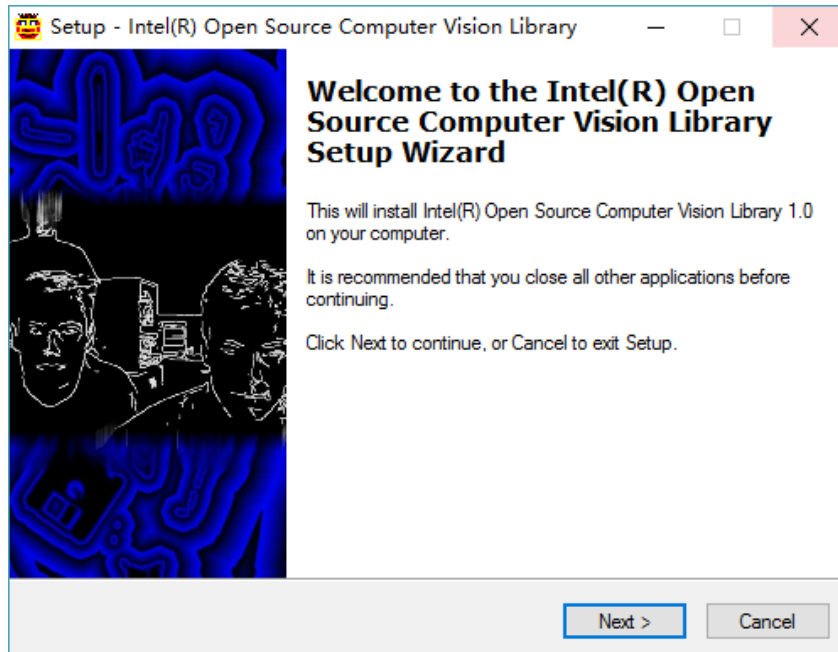 Setup - Intel(R) Open Source Computer Vision Library
Welcome to the Intel(R) Open
Source Computer Vision Library
Setup Wizard
This will install Intel(R) Open Source Computer Vision Library 1.0
on your computer.
It is recommended that you close all other applications before
continuing.
Click Next to continue, or Cancel to exit Setup.
Next >
Cancel